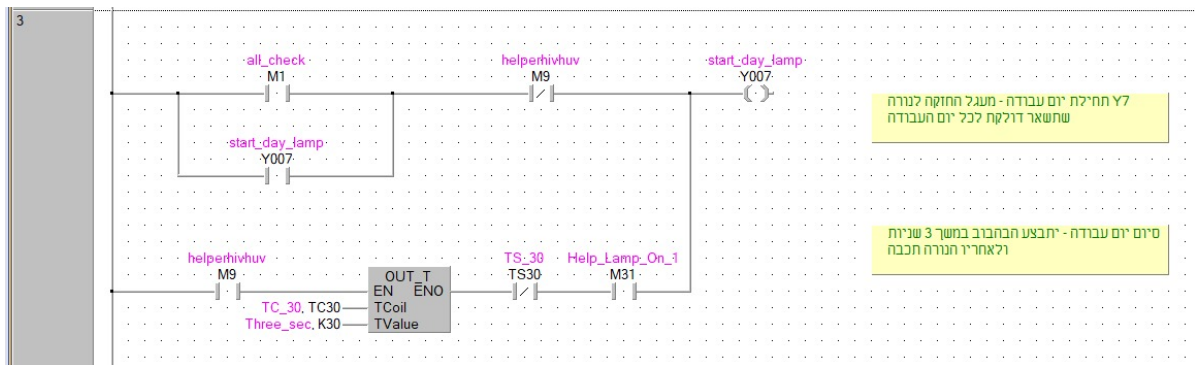 3
all_check
M1
helperhivhuv
M9
start_day_lamp
Y007
Y7 תחילת יום עבודה - מעגל החזקה לנורה
שתשאר דולקת לכל יום העבודה
start_day_lamp
Y007
סיום יום עבודה - יתבצע הבהבוב במשך 3 שניות
ולאחריו הנורה תכבה
helperhivhuv
M9
OUT_T
EN ENO
TS_30
TS30
Help_Lamp_On_1
M31
TC_30, TC30 TCoil
Three_sec, K30 TValue